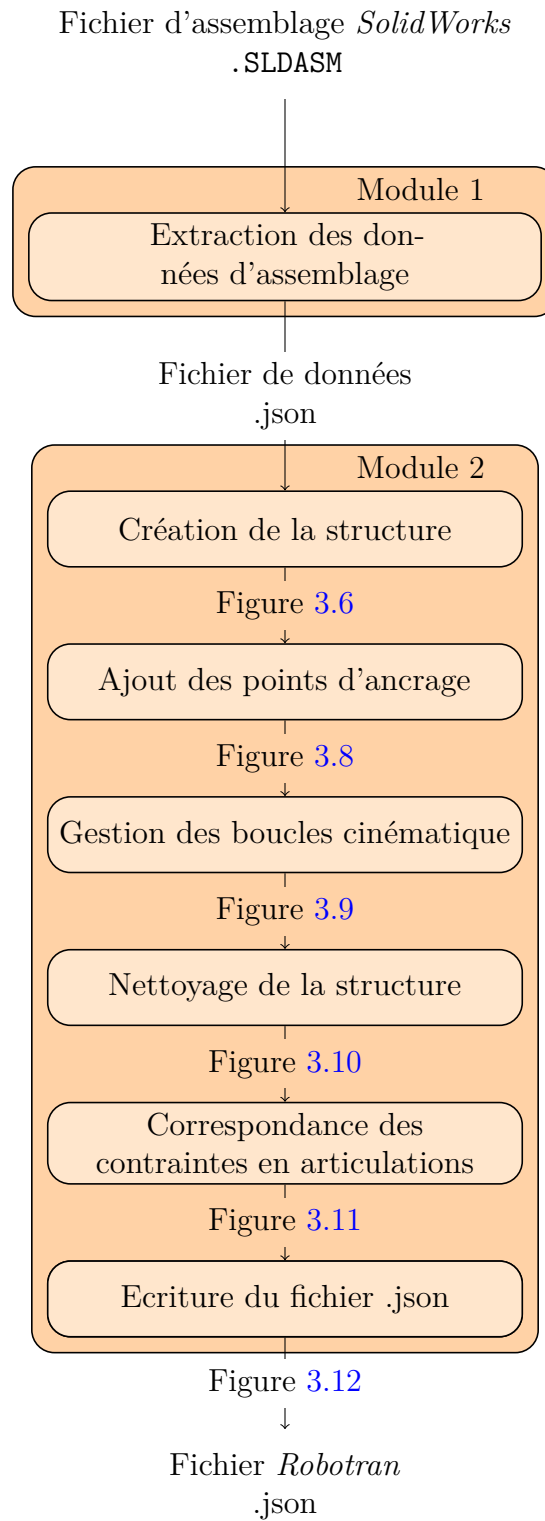 Fichier d'assemblage SolidWorks
.SLDASM
Module 1
Extraction des don-
nées d'assemblage
Fichier de données
.json
Module 2
Création de la structure
Figure 3.6
Ajout des points d'ancrage
Figure 3.8
Gestion des boucles cinématique
Figure 3.9
Nettoyage de la structure
Figure 3.10
Correspondance des
contraintes en articulations
Figure 3.11
Ecriture du fichier .json
Figure 3.12
Fichier Robotran
.json